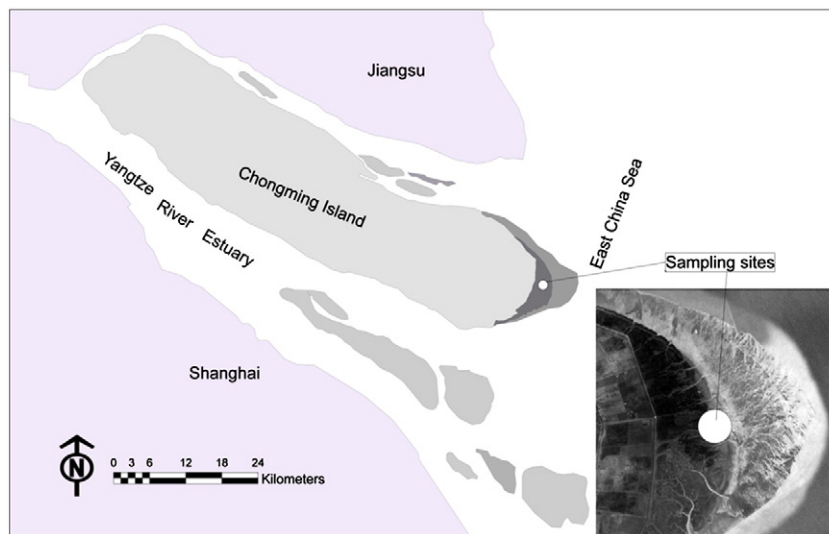 Jiangsu
Chongming Island
Yangtze River Estuary
East China Sea
Sampling sites
Shanghai
N
0 3 6 12 18 24
Kilometers